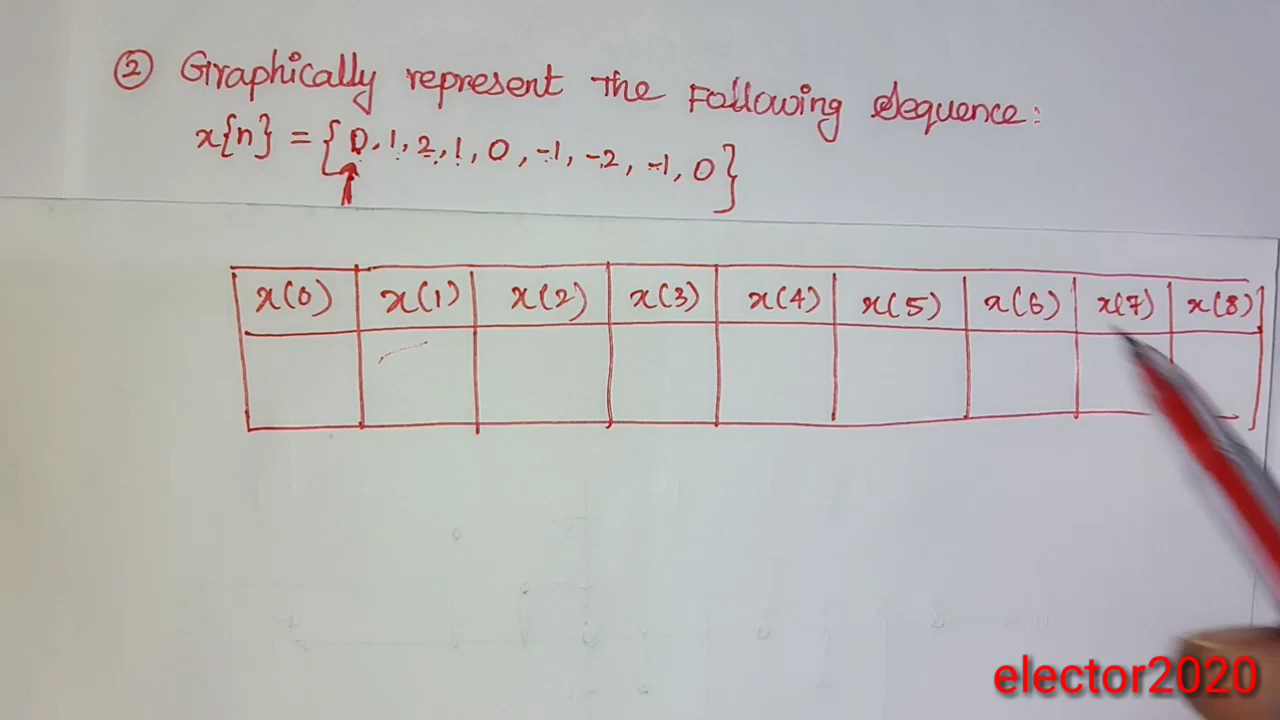 ② Graphically represent The Following Sequence:
x{n} = {0, 1, 2, 1, 0, -1, -2, -1, 0}
↑
x(0) x(1) x(2) x(3) x(4) x(5) x(6) x(7) x(8)
elector2020